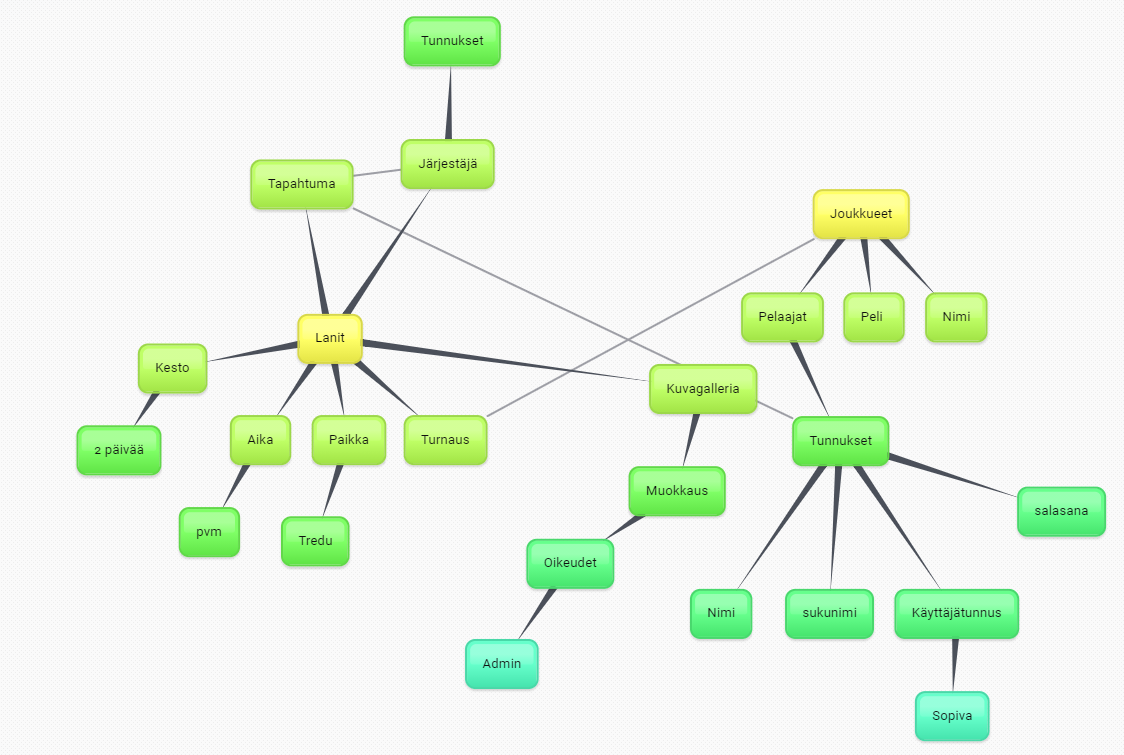 Tunnukset
Järjestäjä
Tapahtuma
Joukkueet
Pelaajat
Peli
Nimi
Lanit
Kesto
Kuvagalleria
Aika
Paikka
Turnaus
Tunnukset
2 päivää
Muokkaus
salasana
pvm
Tredu
Oikeudet
Nimi
sukunimi
Käyttäjätunnus
Admin
Sopiva